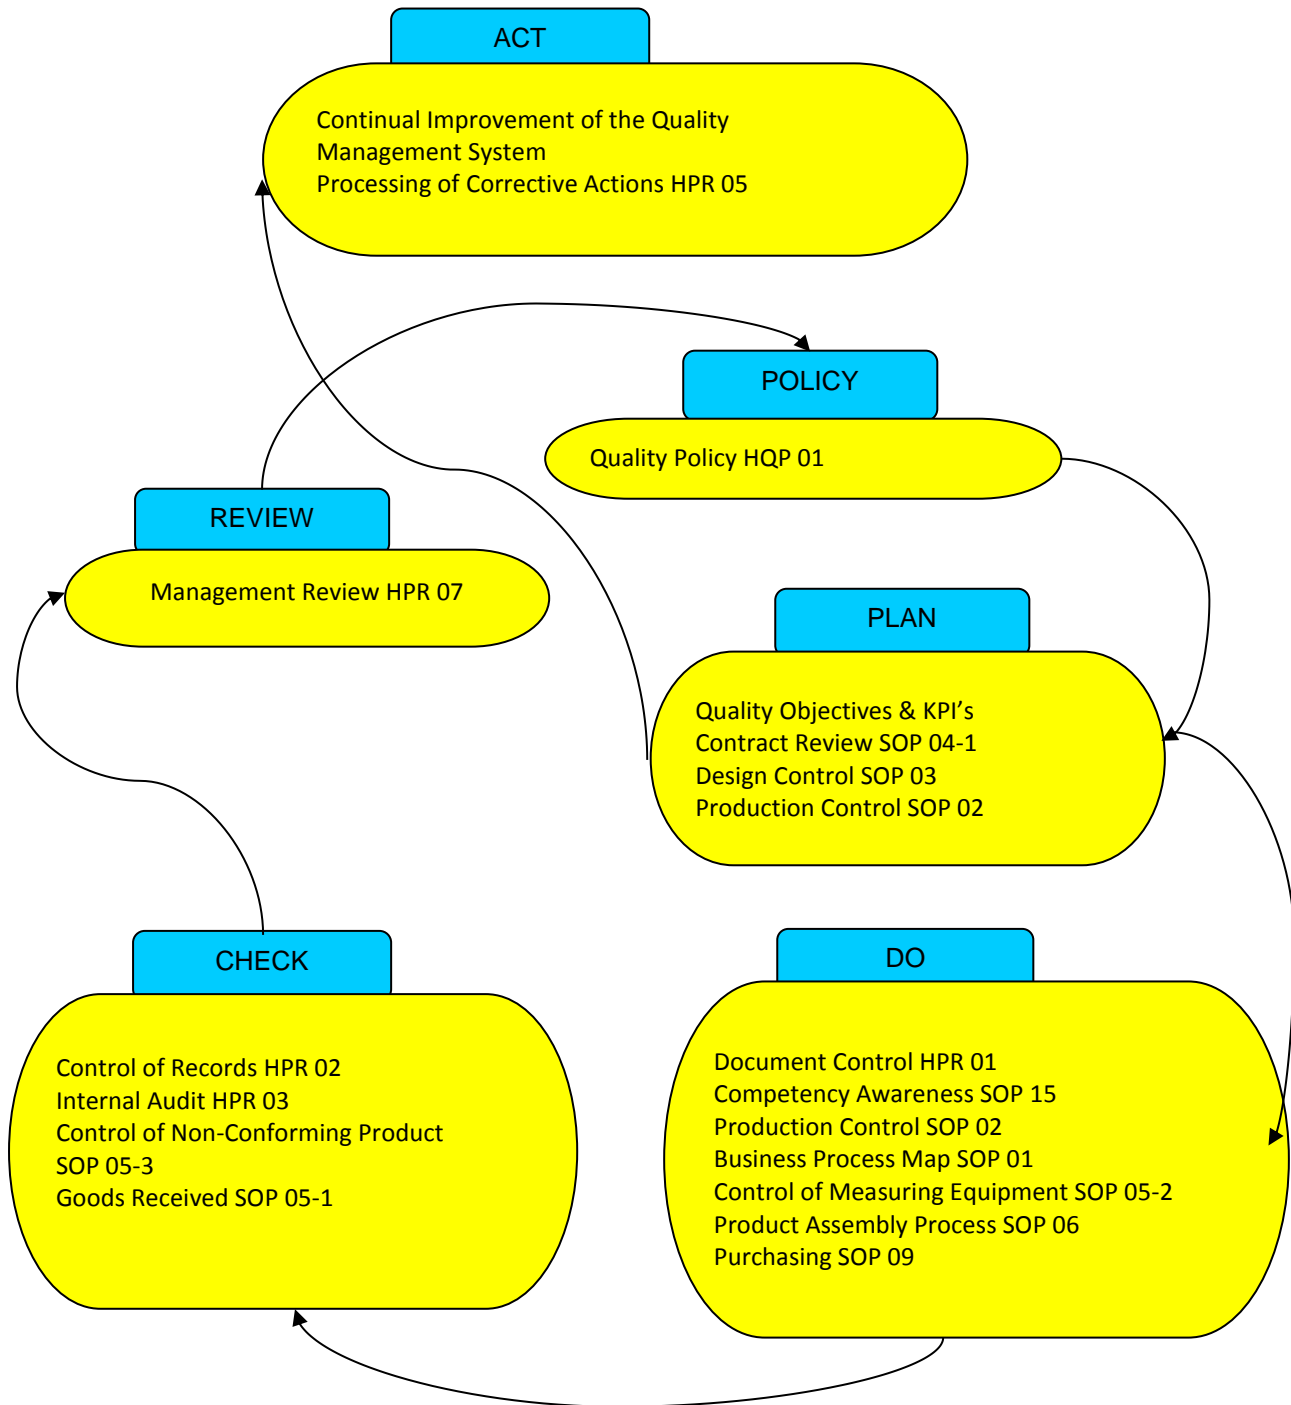 ACT
Continual Improvement of the Quality
Management System
Processing of Corrective Actions HPR 05
POLICY
Quality Policy HQP 01
REVIEW
Management Review HPR 07
PLAN
Quality Objectives & KPI’s
Contract Review SOP 04-1
Design Control SOP 03
Production Control SOP 02
CHECK
Control of Records HPR 02
Internal Audit HPR 03
Control of Non-Conforming Product
SOP 05-3
Goods Received SOP 05-1
DO
Document Control HPR 01
Competency Awareness SOP 15
Production Control SOP 02
Business Process Map SOP 01
Control of Measuring Equipment SOP 05-2
Product Assembly Process SOP 06
Purchasing SOP 09